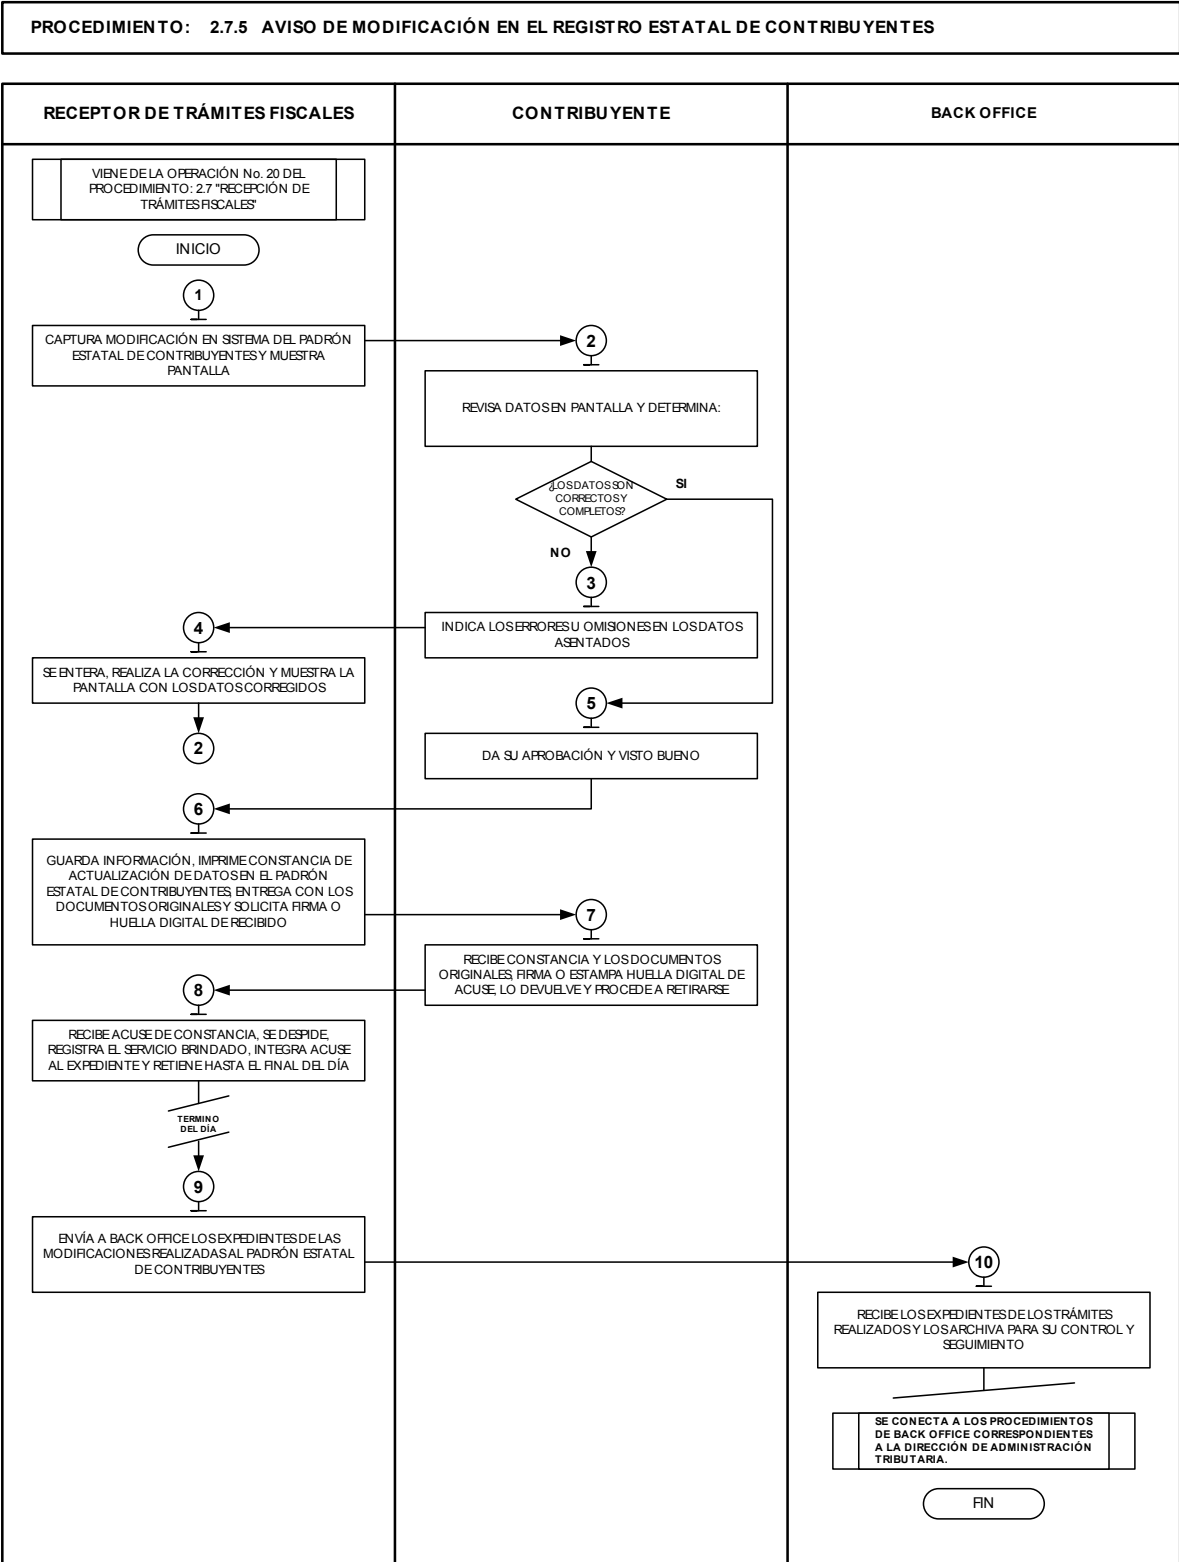 PROCEDIMIENTO: 2.7.5 AVISO DE MODIFICACIÓN EN EL REGISTRO ESTATAL DE CONTRIBUYENTES
RECEPTOR DE TRÁMITES FISCALES
CONTRIBUYENTE
BACK OFFICE
VIENE DE LA OPERACIÓN No. 20 DEL
PROCEDIMIENTO: 2.7 "RECEPCIÓN DE
TRÁMITES FISCALES"
INICIO
1
CAPTURA MODIFICACIÓN EN SISTEMA DEL PADRÓN
ESTATAL DE CONTRIBUYENTES Y MUESTRA
PANTALLA
2
REVISA DATOS EN PANTALLA Y DETERMINA:
¿LOS DATOS SON
CORRECTOS Y
COMPLETOS?
SI
NO
3
INDICA LOS ERRORES U OMISIONES EN LOS DATOS
ASENTADOS
4
SE ENTERA, REALIZA LA CORRECCIÓN Y MUESTRA LA
PANTALLA CON LOS DATOS CORREGIDOS
2
5
DA SU APROBACIÓN Y VISTO BUENO
6
GUARDA INFORMACIÓN, IMPRIME CONSTANCIA DE
ACTUALIZACIÓN DE DATOS EN EL PADRÓN
ESTATAL DE CONTRIBUYENTES, ENTREGA CON LOS
DOCUMENTOS ORIGINALES Y SOLICITA FIRMA O
HUELLA DIGITAL DE RECIBIDO
7
RECIBE CONSTANCIA Y LOS DOCUMENTOS
ORIGINALES, FIRMA O ESTAMPA HUELLA DIGITAL DE
ACUSE, LO DEVUELVE Y PROCEDE A RETIRARSE
8
RECIBE ACUSE DE CONSTANCIA, SE DESPIDE,
REGISTRA EL SERVICIO BRINDADO, INTEGRA ACUSE
AL EXPEDIENTE Y RETIENE HASTA EL FINAL DEL DÍA
TERMINO
DEL DÍA
9
ENVÍA A BACK OFFICE LOS EXPEDIENTES DE LAS
MODIFICACIONES REALIZADAS AL PADRÓN ESTATAL
DE CONTRIBUYENTES
10
RECIBE LOS EXPEDIENTES DE LOS TRÁMITES
REALIZADOS Y LOS ARCHIVA PARA SU CONTROL Y
SEGUIMIENTO
SE CONECTA A LOS PROCEDIMIENTOS
DE BACK OFFICE CORRESPONDIENTES
A LA DIRECCIÓN DE ADMINISTRACIÓN
TRIBUTARIA.
FIN